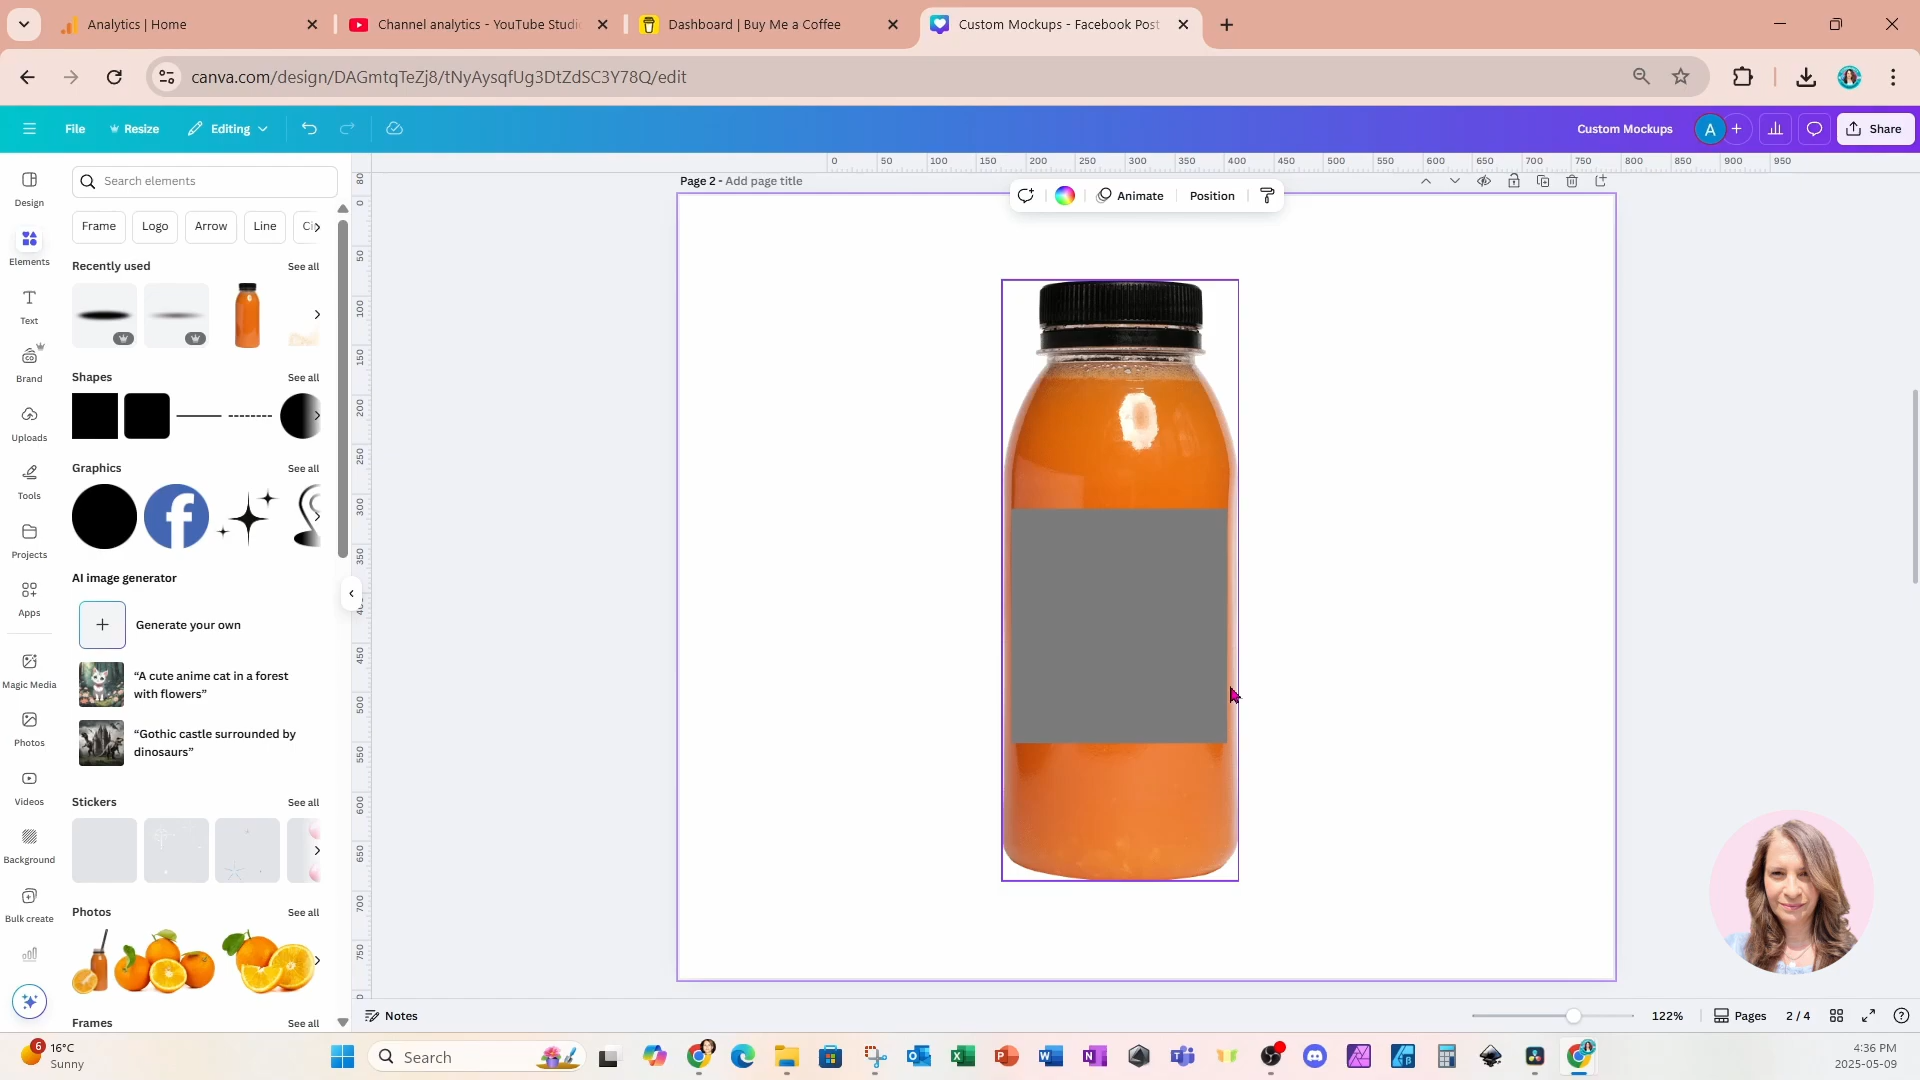 Analytics | Home
Channel analytics - YouTube Studi
Dashboard | Buy Me a Coffee
Custom Mockups - Facebook Post
canva.com/design/DAGmtqTeZj8/tNyAysqfUg3DtZdSC3Y78Q/edit
File
Resize
Editing
Custom Mockups
A
Share
0 50 100 150 200 250 300 350 400 450 500 550 600 650 700 750 800 850 900 950
Page 2 - Add page title
Animate
Position
Design
Elements
Text
Brand
Uploads
Tools
Projects
Apps
Magic Media
Photos
Videos
Background
Bulk create
Search elements
Frame
Logo
Arrow
Line
Recently used
See all
Shapes
See all
Graphics
See all
AI image generator
Generate your own
“A cute anime cat in a forest
with flowers”
“Gothic castle surrounded by
dinosaurs”
Stickers
See all
Photos
See all
Frames
See all
Notes
122%
Pages
2 / 4
6
16°C
Sunny
Search
4:36 PM
2025-05-09